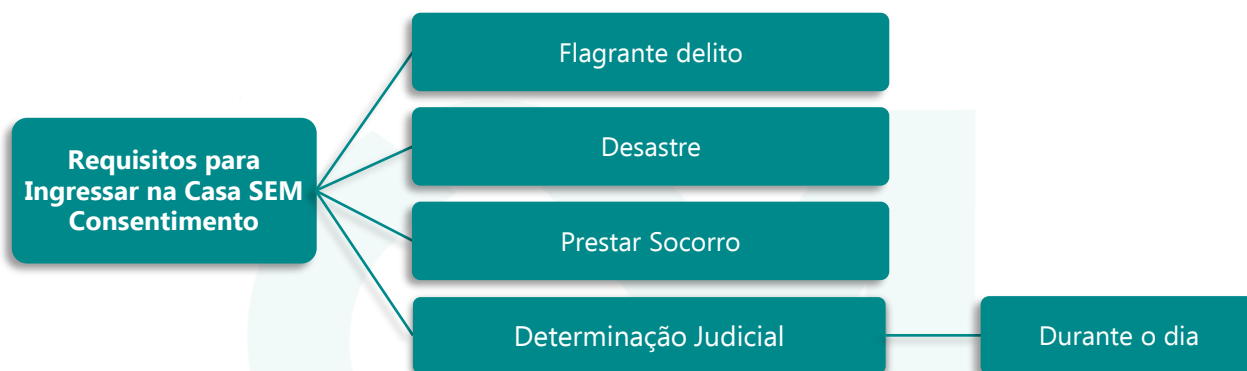 Flagrante delito
Desastre
Requisitos para
Ingressar na Casa SEM
Consentimento
Prestar Socorro
Determinação Judicial
Durante o dia